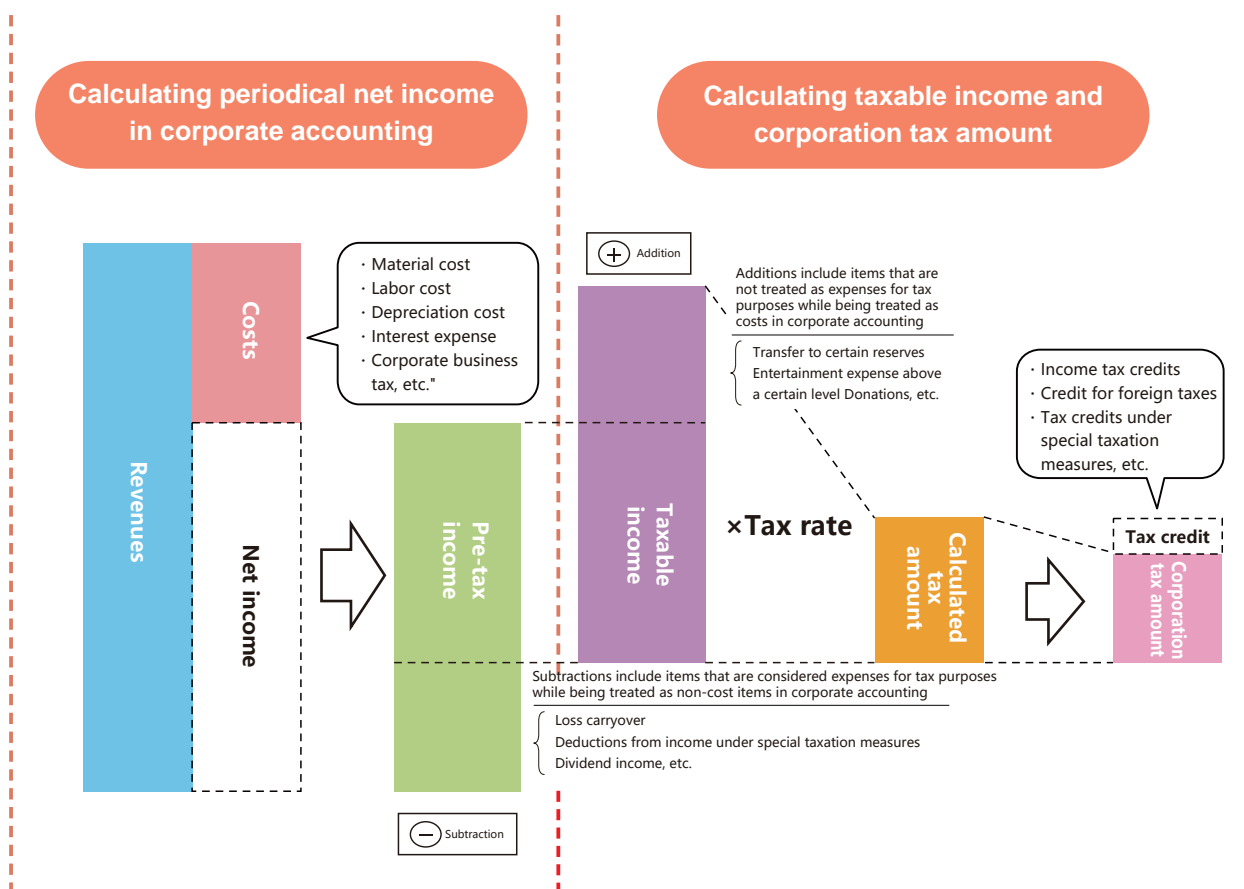 Calculating periodical net income
in corporate accounting
Calculating taxable income and
corporation tax amount
Revenues
Costs
Net income
· Material cost
· Labor cost
· Depreciation cost
· Interest expense
· Corporate business
tax, etc."
Pre-tax
income
− Subtraction
+ Addition
Taxable
income
Additions include items that are
not treated as expenses for tax
purposes while being treated as
costs in corporate accounting
Transfer to certain reserves
Entertainment expense above
a certain level Donations, etc.
×Tax rate
Calculated
tax
amount
· Income tax credits
· Credit for foreign taxes
· Tax credits under
special taxation
measures, etc.
Tax credit
Corporation
tax amount
Subtractions include items that are considered expenses for tax purposes
while being treated as non-cost items in corporate accounting
Loss carryover
Deductions from income under special taxation measures
Dividend income, etc.